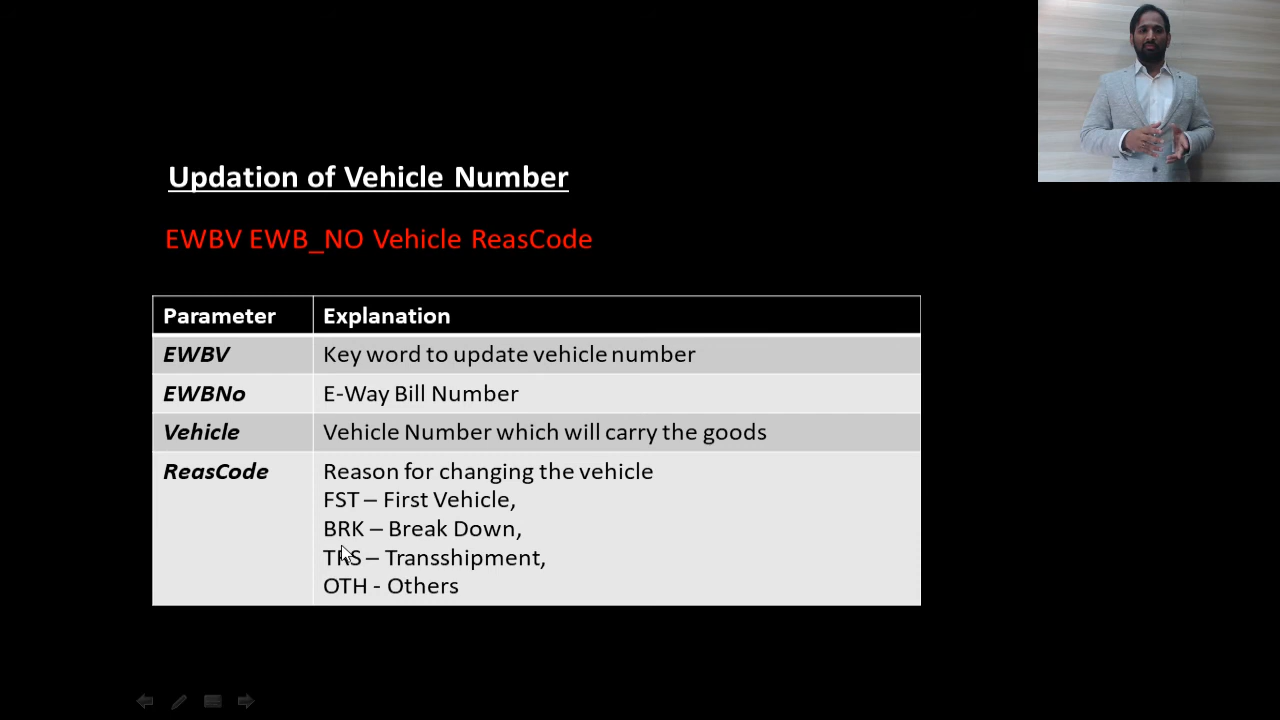 Updation of Vehicle Number
EWBV EWB_NO Vehicle ReasCode
Parameter Explanation
EWBV Key word to update vehicle number
EWBNo E-Way Bill Number
Vehicle Vehicle Number which will carry the goods
ReasCode Reason for changing the vehicle
FST – First Vehicle,
BRK – Break Down,
TRS – Transshipment,
OTH - Others